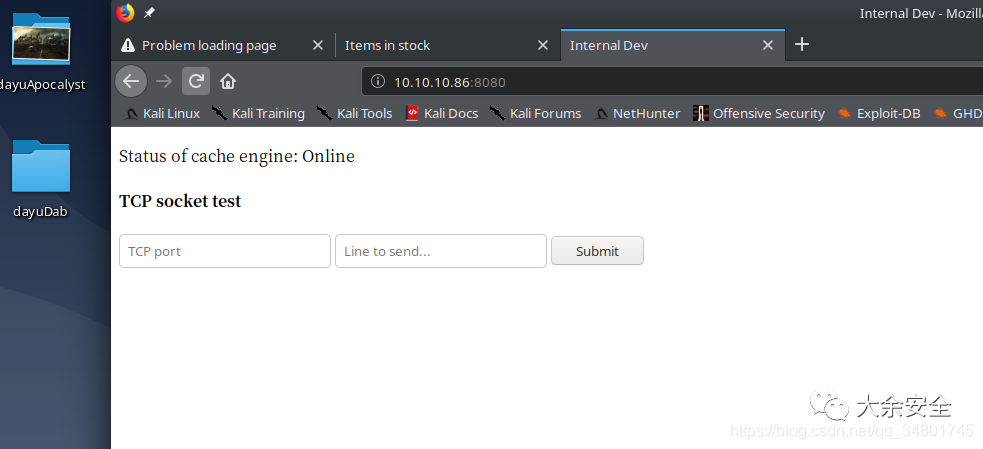 Internal Dev - Mozill
Problem loading page
Items in stock
Internal Dev
10.10.10.86:8080
Kali Linux
Kali Training
Kali Tools
Kali Docs
Kali Forums
NetHunter
Offensive Security
Exploit-DB
GHD
dayuApocalyst
dayuDab
Status of cache engine: Online
TCP socket test
TCP port
Line to send...
Submit
大余安全
https://blog.csdn.net/qq_34801745